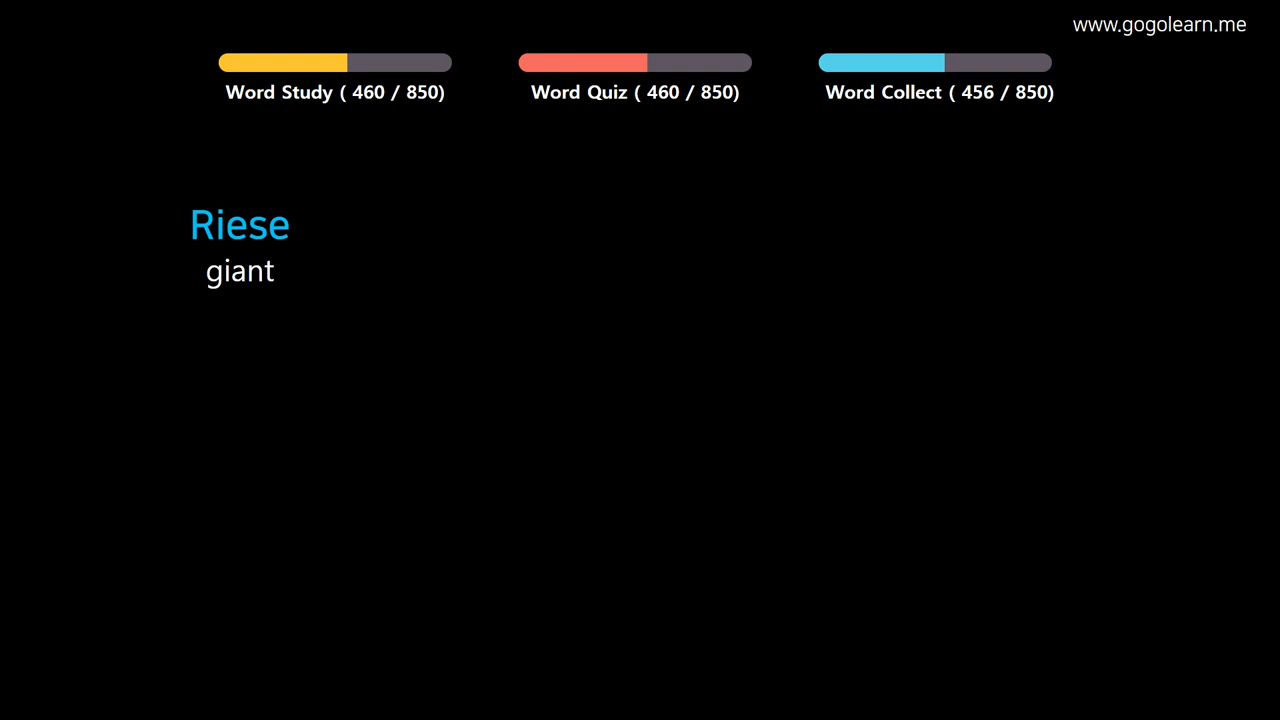 www.gogolearn.me
Word Study ( 460 / 850)
Word Quiz ( 460 / 850)
Word Collect ( 456 / 850)
Riese
giant